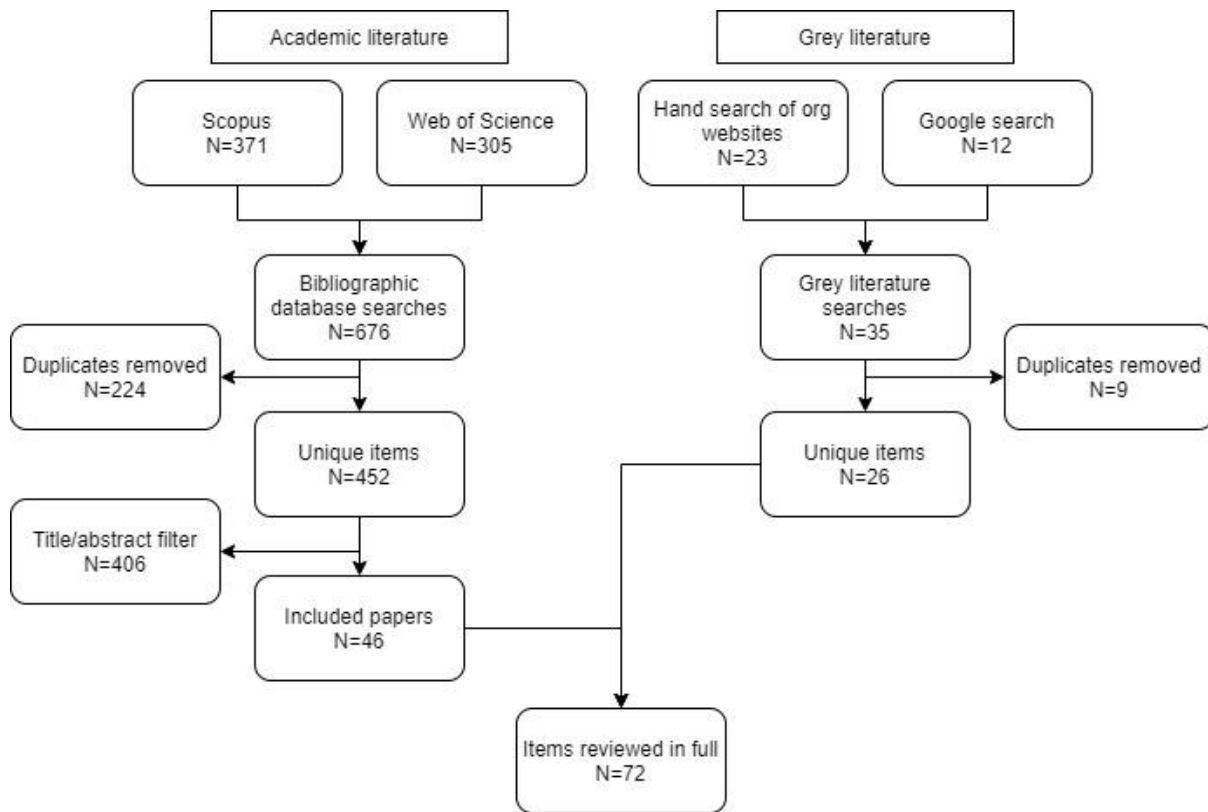 Academic literature
Grey literature
Scopus
N=371
Web of Science
N=305
Hand search of org
websites
N=23
Google search
N=12
Bibliographic
database searches
N=676
Grey literature
searches
N=35
Duplicates removed
N=224
Duplicates removed
N=9
Unique items
N=452
Unique items
N=26
Title/abstract filter
N=406
Included papers
N=46
Items reviewed in full
N=72